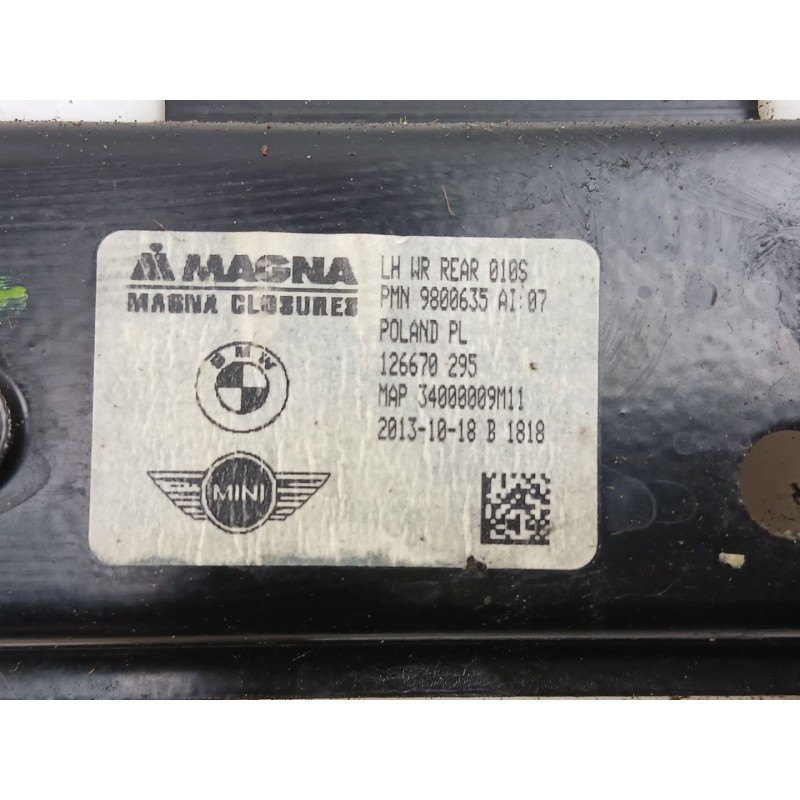 MAGNA
MAGNA CLOSURES
BMW
MINI
LH WR REAR 010S
PMN 9800635 AI:07
POLAND PL
126670 295
MAP 34000009M11
2013-10-18 B 1818